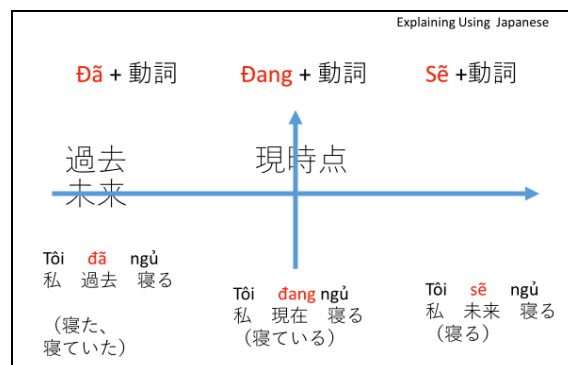 Explaining Using Japanese
Đã + 動詞
Đang + 動詞
Sẽ +動詞
過去
未来
現時点
Tôi đã ngủ
私 過去 寝る
（寝た、
寝ていた）
Tôi đang ngủ
私 現在 寝る
（寝ている）
Tôi sẽ ngủ
私 未来 寝る
（寝る）